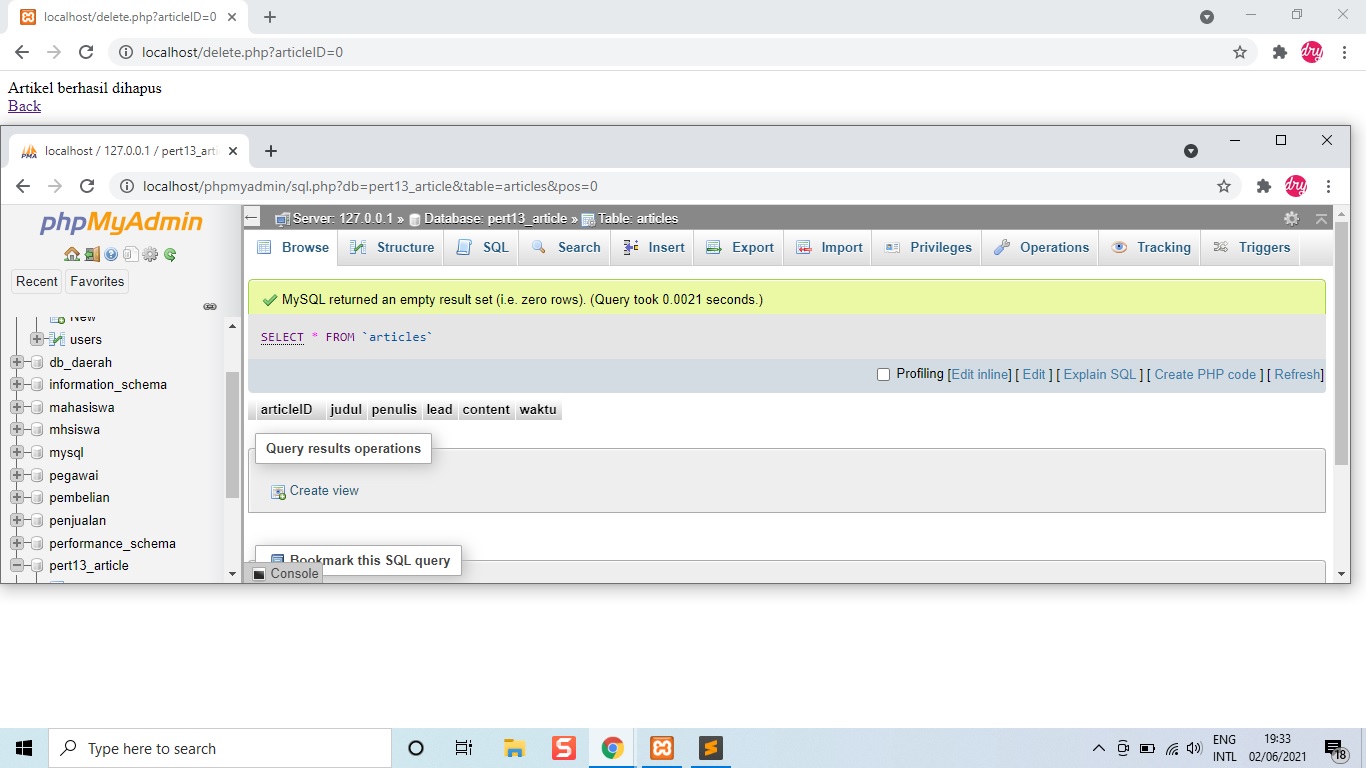 localhost/delete.php?articleID=0
localhost/delete.php?articleID=0
dry
Artikel berhasil dihapus
Back
PMA localhost / 127.0.0.1 / pert13_arti
localhost/phpmyadmin/sql.php?db=pert13_article&table=articles&pos=0
dry
phpMyAdmin
Recent Favorites
New
users
db_daerah
information_schema
mahasiswa
mhsiswa
mysql
pegawai
pembelian
penjualan
performance_schema
pert13_article
Server: 127.0.0.1 » Database: pert13_article » Table: articles
Browse Structure SQL Search Insert Export Import Privileges Operations Tracking Triggers
MySQL returned an empty result set (i.e. zero rows). (Query took 0.0021 seconds.)
SELECT * FROM `articles`
Profiling [Edit inline] [ Edit ] [ Explain SQL ] [ Create PHP code ] [ Refresh]
articleID judul penulis lead content waktu
Query results operations
Create view
Bookmark this SQL query
Console
Type here to search
ENG
INTL
19:33
02/06/2021
18